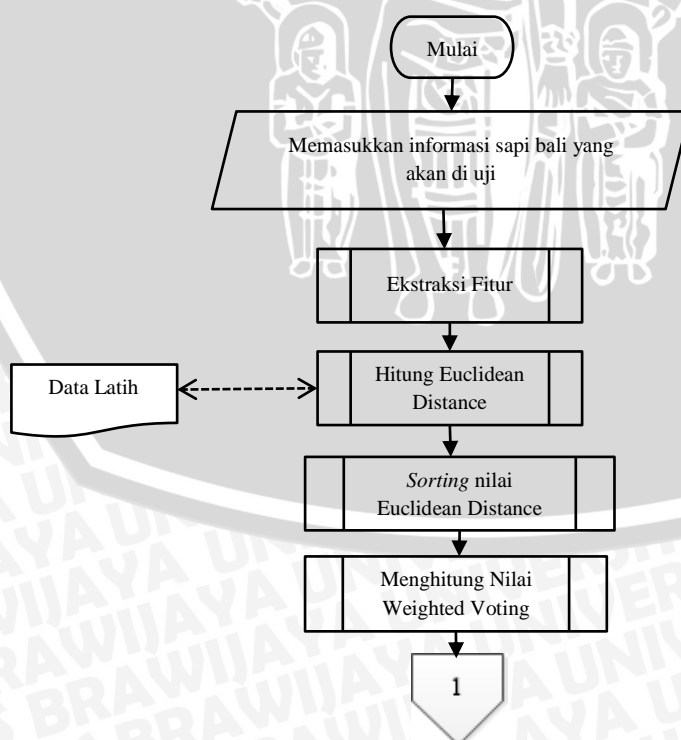 Mulai
Memasukkan informasi sapi bali yang
akan di uji
Ekstraksi Fitur
Data Latih
Hitung Euclidean
Distance
Sorting nilai
Euclidean Distance
Menghitung Nilai
Weighted Voting
1